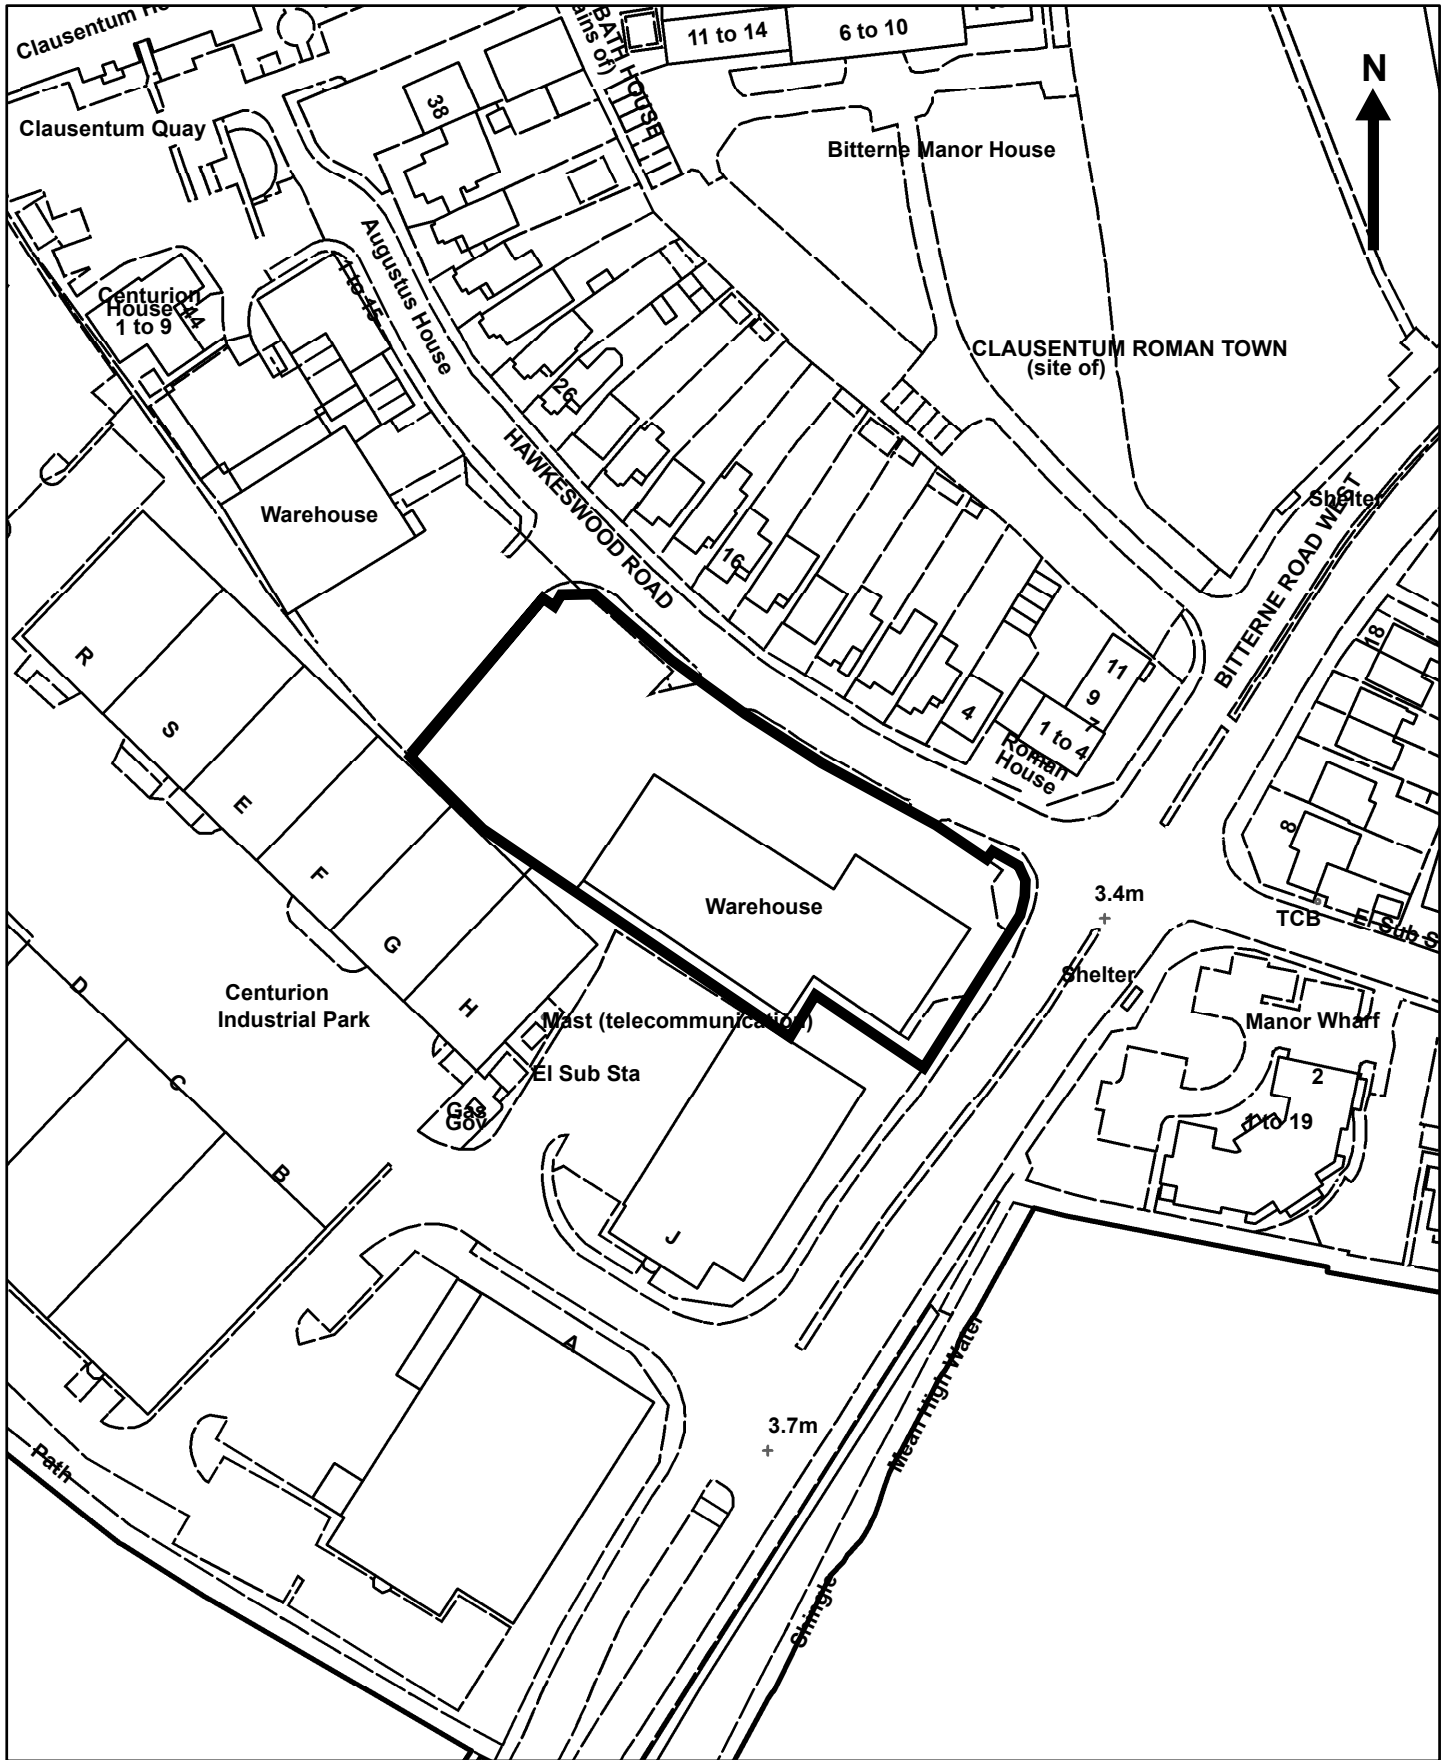 Clausentum
BATH HOUSE
11 to 14
6 to 10
N
38
Clausentum Quay
Bitterne Manor House
Augustus House
1 to 15
Centurion
House
1 to 9
44
CLAUSENTUM ROMAN TOWN
(site of)
26
HAWKESWOOD ROAD
Warehouse
Shelter
BITTERNE ROAD WEST
16
18
R
11
9
7
4
1 to 4
Roman
House
S
E
8
F
Warehouse
3.4m
TCB
El Sub S
G
D
Shelter
Centurion
Industrial Park
H
Mast (telecommunication)
Manor Wharf
El Sub Sta
2
C
Gas
Gov
1 to 19
B
J
A
Mean High Water
3.7m
Path
Shingle